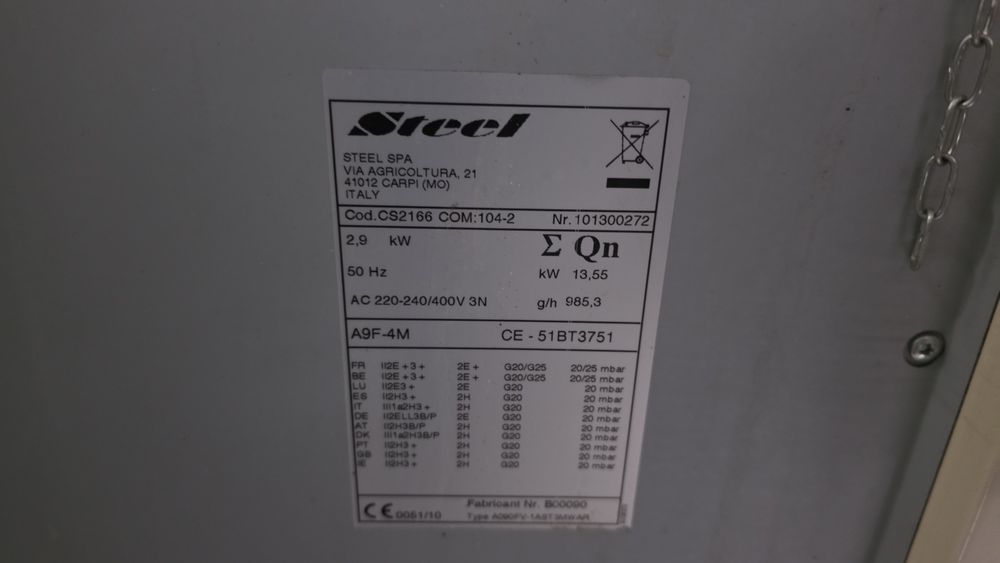 Steel
STEEL SPA
VIA AGRICOLTURA, 21
41012 CARPI (MO)
ITALY
Cod.CS2166 COM:104-2 Nr.101300272
2,9 kW Σ Qn
kW 13,55
50 Hz
AC 220-240/400V 3N g/h 985,3
A9F-4M CE - 51BT3751
FR II2E+3+ 2E+ G20/G25 20/25 mbar
BE II2E+3+ 2E+ G20/G25 20/25 mbar
LU II2E3+ 2E G20 20 mbar
ES II2H3+ 2H G20 20 mbar
IT III1a2H3+ 2H G20 20 mbar
DE II2ELL3B/P 2E G20 20 mbar
AT II2H3B/P 2H G20 20 mbar
DK III1a2H3B/P 2H G20 20 mbar
PT II2H3+ 2H G20 20 mbar
GB II2H3+ 2H G20 20 mbar
IE II2H3+ 2H G20 20 mbar
Fabricant Nr. B00090
CE 0051/10 Type A090FV-1AST3MWAR